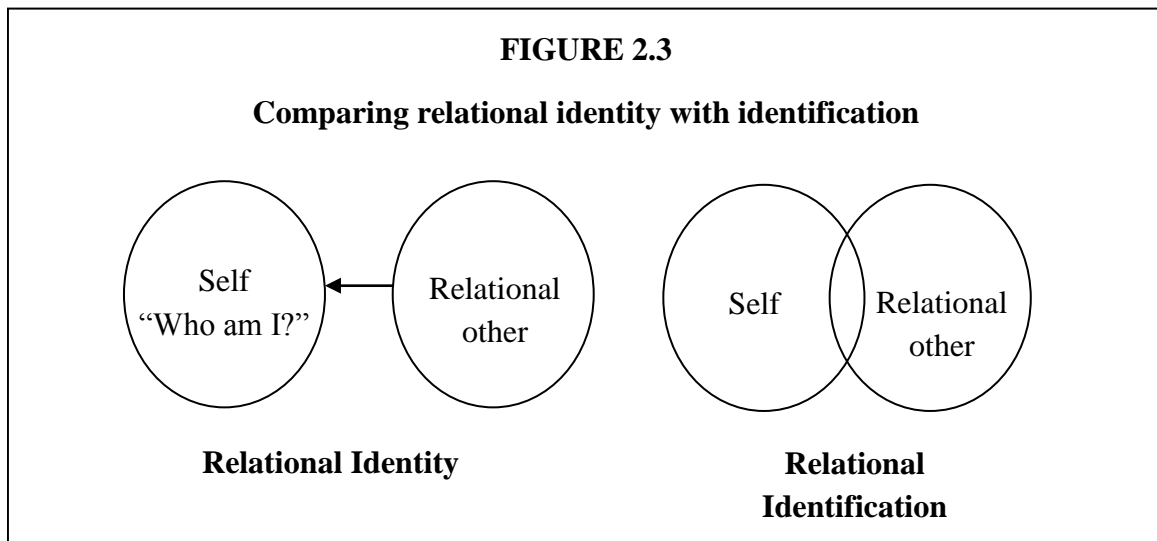 FIGURE 2.3
Comparing relational identity with identification
Self
“Who am I?”
Relational
other
Self
Relational
other
Relational Identity
Relational
Identification